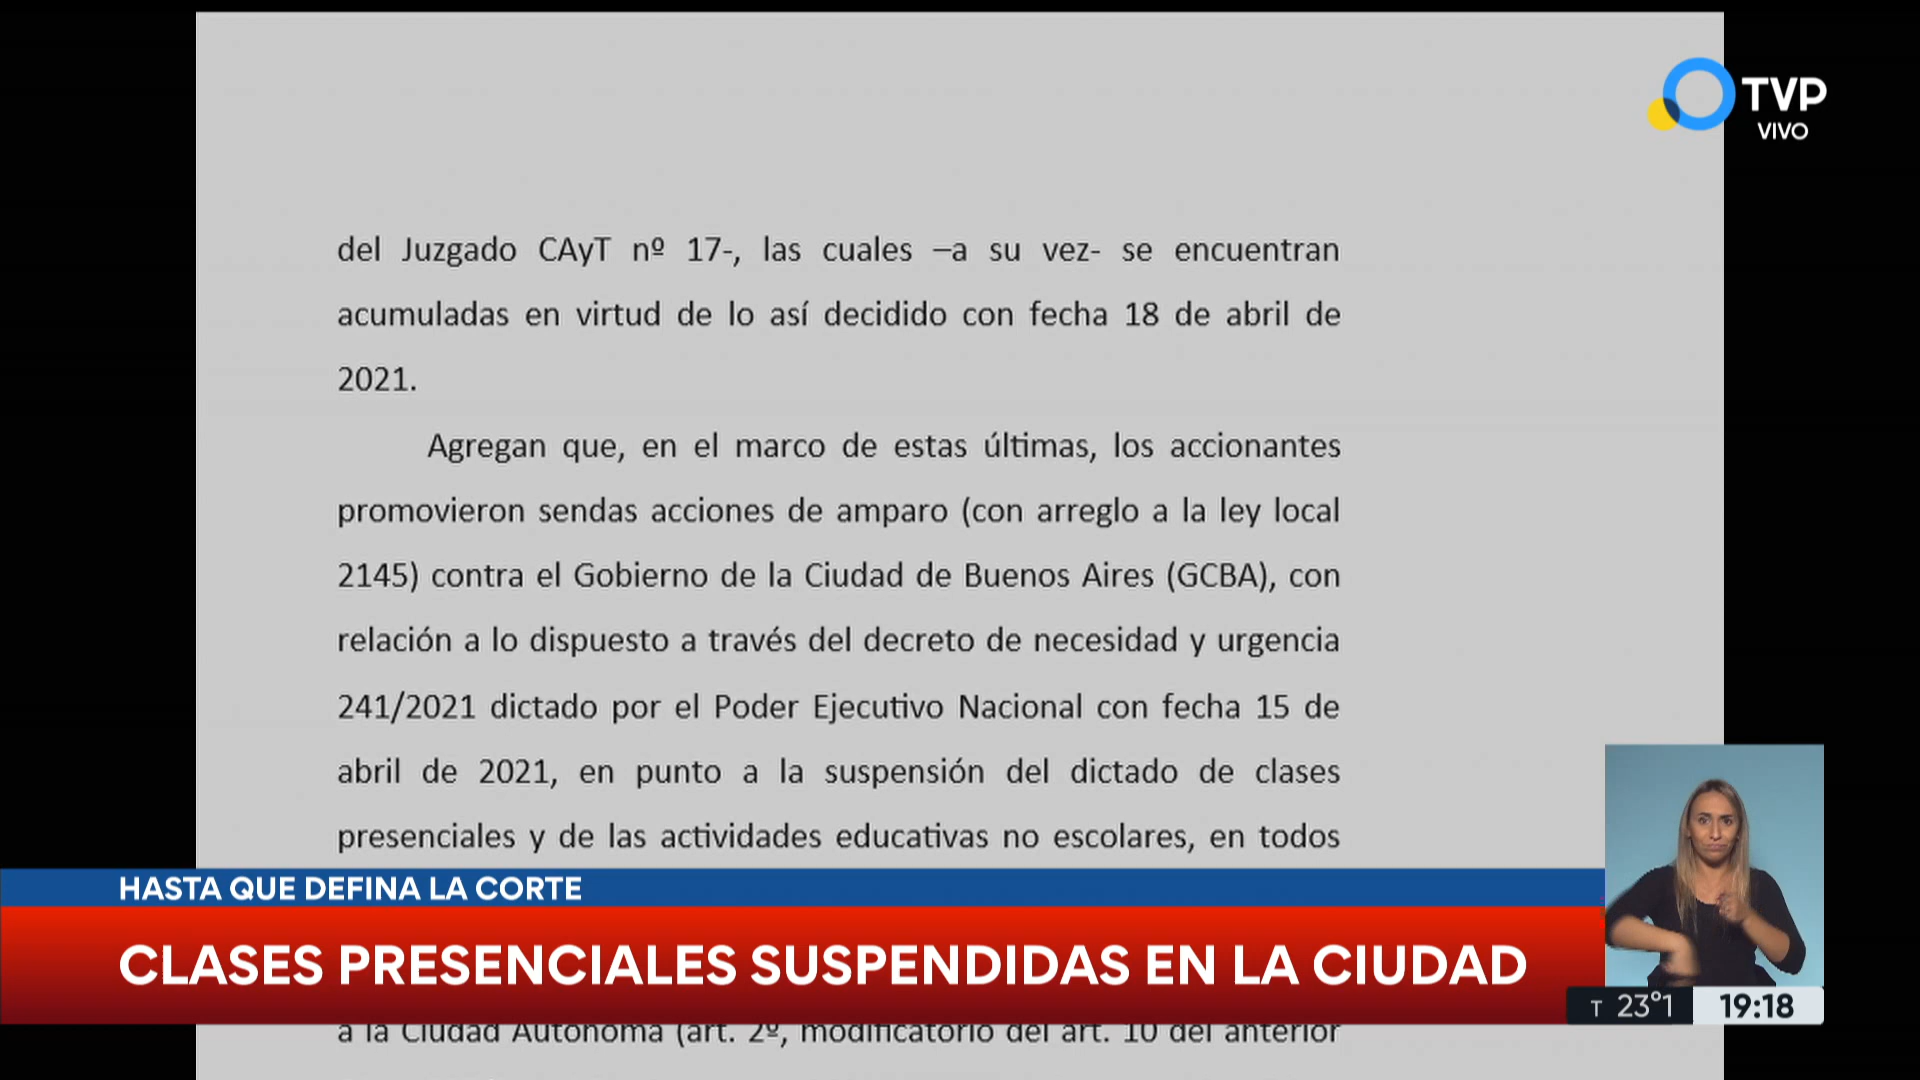 TVP
VIVO
del Juzgado CAyT nº 17-, las cuales –a su vez- se encuentran
acumuladas en virtud de lo así decidido con fecha 18 de abril de
2021.
Agregan que, en el marco de estas últimas, los accionantes
promovieron sendas acciones de amparo (con arreglo a la ley local
2145) contra el Gobierno de la Ciudad de Buenos Aires (GCBA), con
relación a lo dispuesto a través del decreto de necesidad y urgencia
241/2021 dictado por el Poder Ejecutivo Nacional con fecha 15 de
abril de 2021, en punto a la suspensión del dictado de clases
presenciales y de las actividades educativas no escolares, en todos
HASTA QUE DEFINA LA CORTE
CLASES PRESENCIALES SUSPENDIDAS EN LA CIUDAD
T 23°1 19:18
a la Ciudad Autónoma (art. 2º, modificatorio del art. 10 del anterior